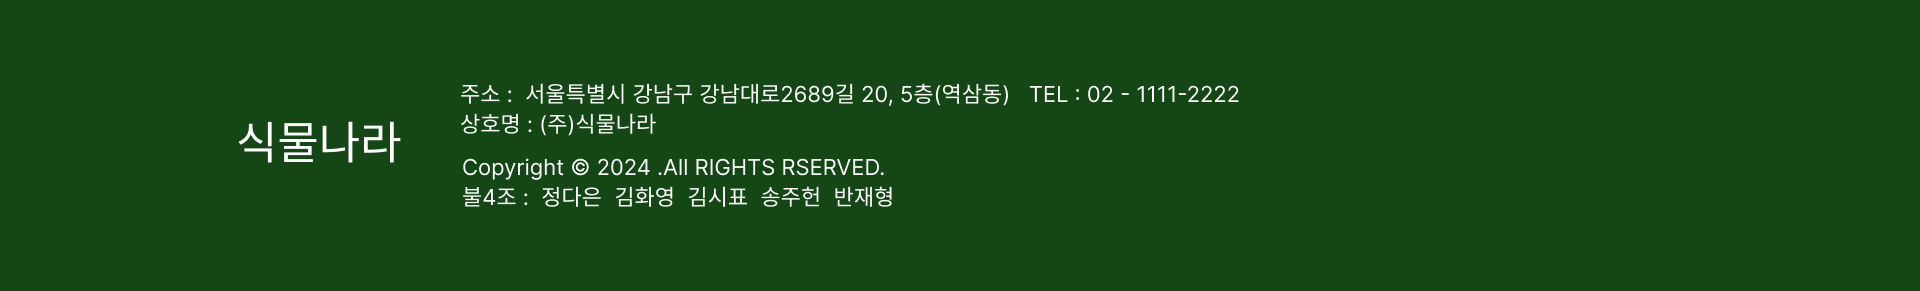 식물나라
주소 :  서울특별시 강남구 강남대로2689길 20, 5층(역삼동)   TEL : 02 - 1111-2222
상호명 : (주)식물나라
Copyright © 2024 .All RIGHTS RSERVED.
불4조 :  정다은  김화영  김시표  송주헌  반재형